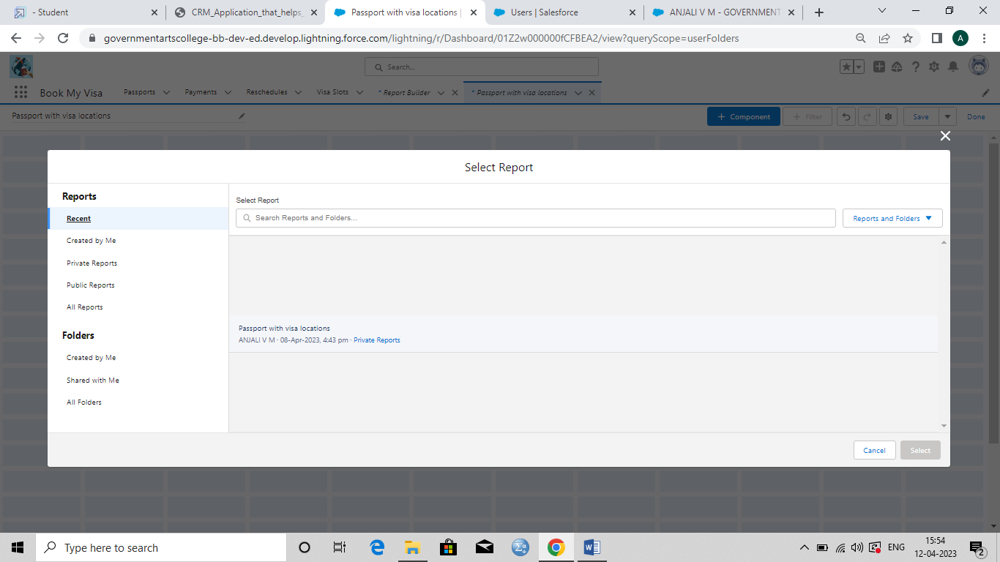 - Student
CRM_Application_that_helps_
Passport with visa locations |
Users | Salesforce
ANJALI V M - GOVERNMENT
governmentartscollege-bb-dev-ed.develop.lightning.force.com/lightning/r/Dashboard/01Z2w000000fCFBEA2/view?queryScope=userFolders
A
Search...
Book My Visa
Passports
Payments
Reschedules
Visa Slots
* Report Builder
* Passport with visa locations
Passport with visa locations
+ Component
+ Filter
Save
Done
Select Report
Reports
Recent
Created by Me
Private Reports
Public Reports
All Reports
Folders
Created by Me
Shared with Me
All Folders
Select Report
Search Reports and Folders...
Reports and Folders
Passport with visa locations
ANJALI V M · 08-Apr-2023, 4:43 pm · Private Reports
Cancel
Select
Type here to search
ENG
15:54
12-04-2023
2